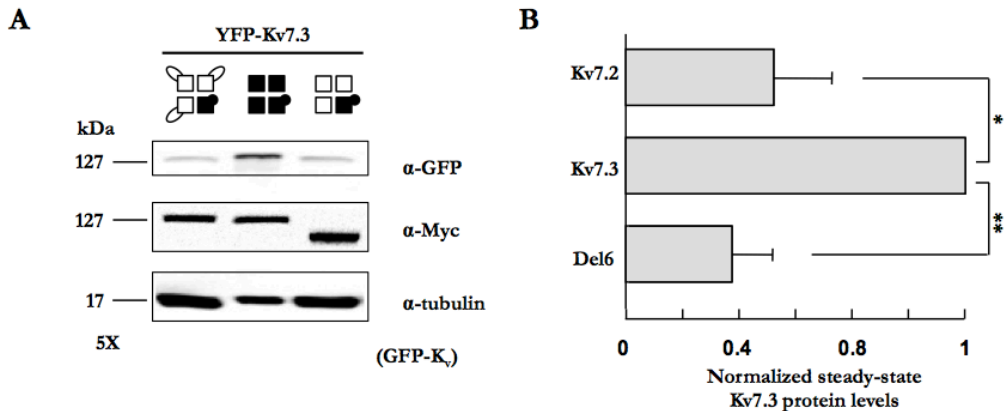 A
YFP-Kv7.3
kDa
127
α-GFP
127
α-Myc
17
α-tubulin
5X
(GFP-Kv)
B
Kv7.2
*
Kv7.3
**
Del6
0 0.4 0.8 1
Normalized steady-state
Kv7.3 protein levels